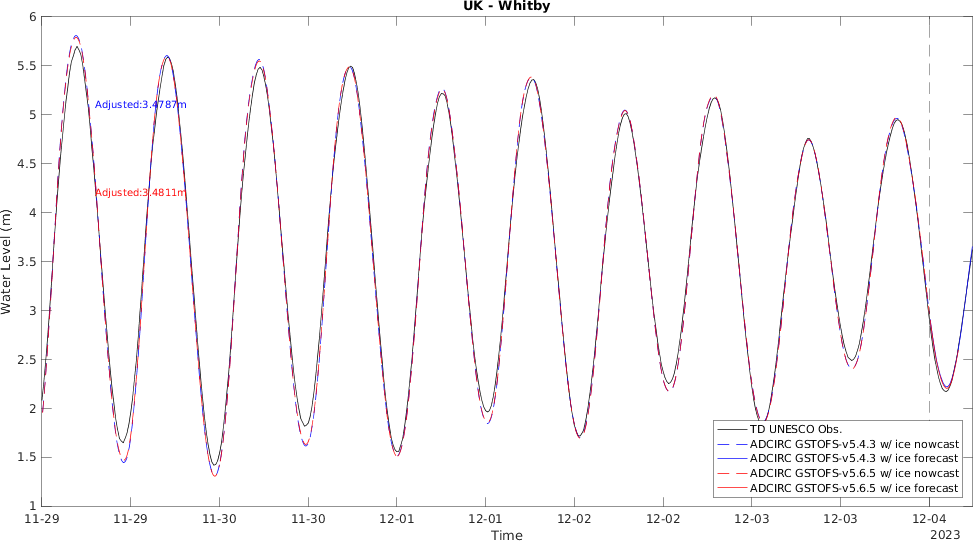 UK - Whitby
6
5.5
5
4.5
4
3.5
3
2.5
2
1.5
1
Water Level (m)
Adjusted:3.4787m
Adjusted:3.4811m
TD UNESCO Obs.
ADCIRC GSTOFS-v5.4.3 w/ ice nowcast
ADCIRC GSTOFS-v5.4.3 w/ ice forecast
ADCIRC GSTOFS-v5.6.5 w/ ice nowcast
ADCIRC GSTOFS-v5.6.5 w/ ice forecast
11-29 11-29 11-30 11-30 12-01 12-01 12-02 12-02 12-03 12-03 12-04
Time
2023